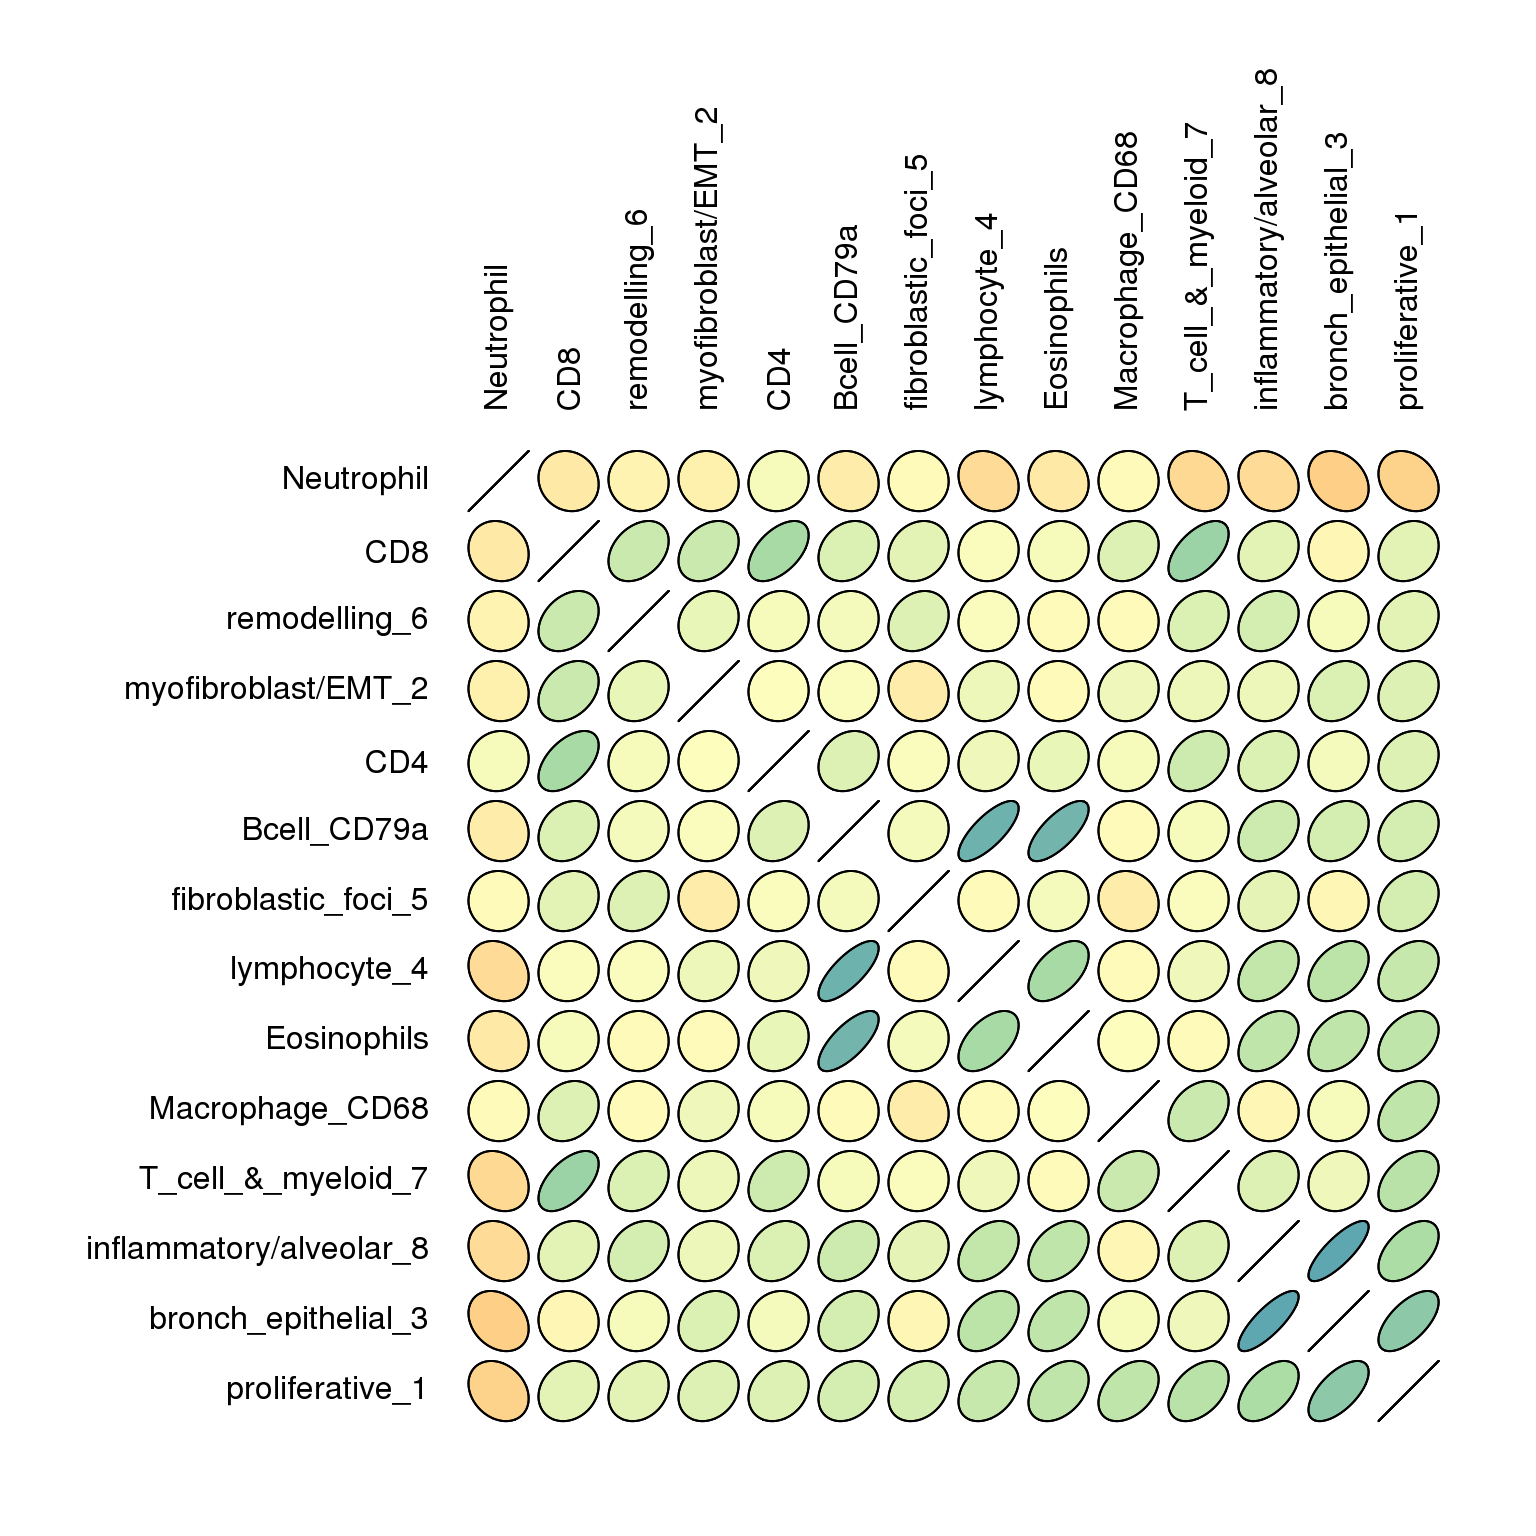 Neutrophil
CD8
remodelling_6
myofibroblast/EMT_2
CD4
Bcell_CD79a
fibroblastic_foci_5
lymphocyte_4
Eosinophils
Macrophage_CD68
T_cell_&_myeloid_7
inflammatory/alveolar_8
bronch_epithelial_3
proliferative_1
Neutrophil
CD8
remodelling_6
myofibroblast/EMT_2
CD4
Bcell_CD79a
fibroblastic_foci_5
lymphocyte_4
Eosinophils
Macrophage_CD68
T_cell_&_myeloid_7
inflammatory/alveolar_8
bronch_epithelial_3
proliferative_1